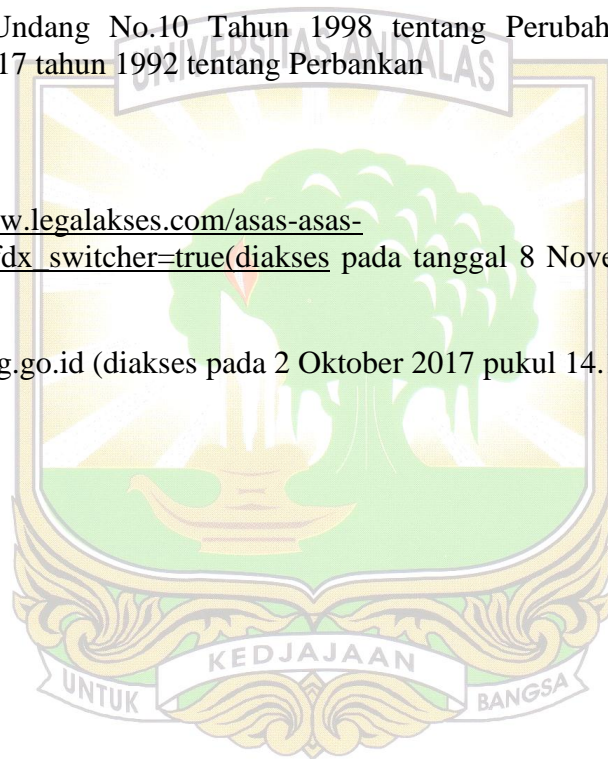 Undang No.10 Tahun 1998 tentang Perubah
UNIVERSITAS ANDALAS
17 tahun 1992 tentang Perbankan
w.legalakses.com/asas-asas-
fdx_switcher=true(diakses pada tanggal 8 Nove
g.go.id (diakses pada 2 Oktober 2017 pukul 14.
KEDJAJAAN
UNTUK
BANGSA